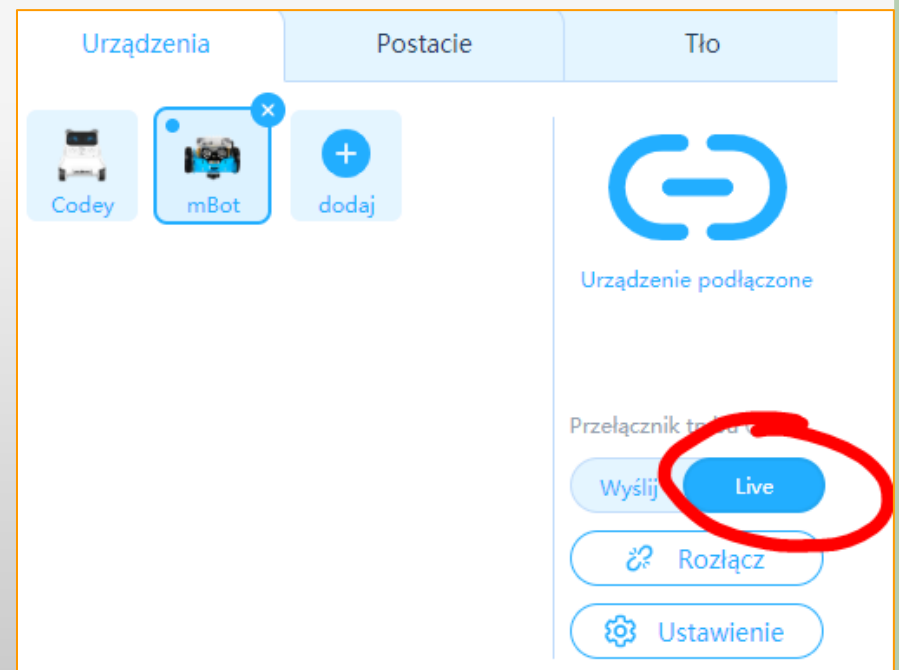 Urządzenia Postacie Tło
Codey mBot dodaj
Urządzenie podłączone
Przełącznik
Wyślij Live
Rozłącz
Ustawienie